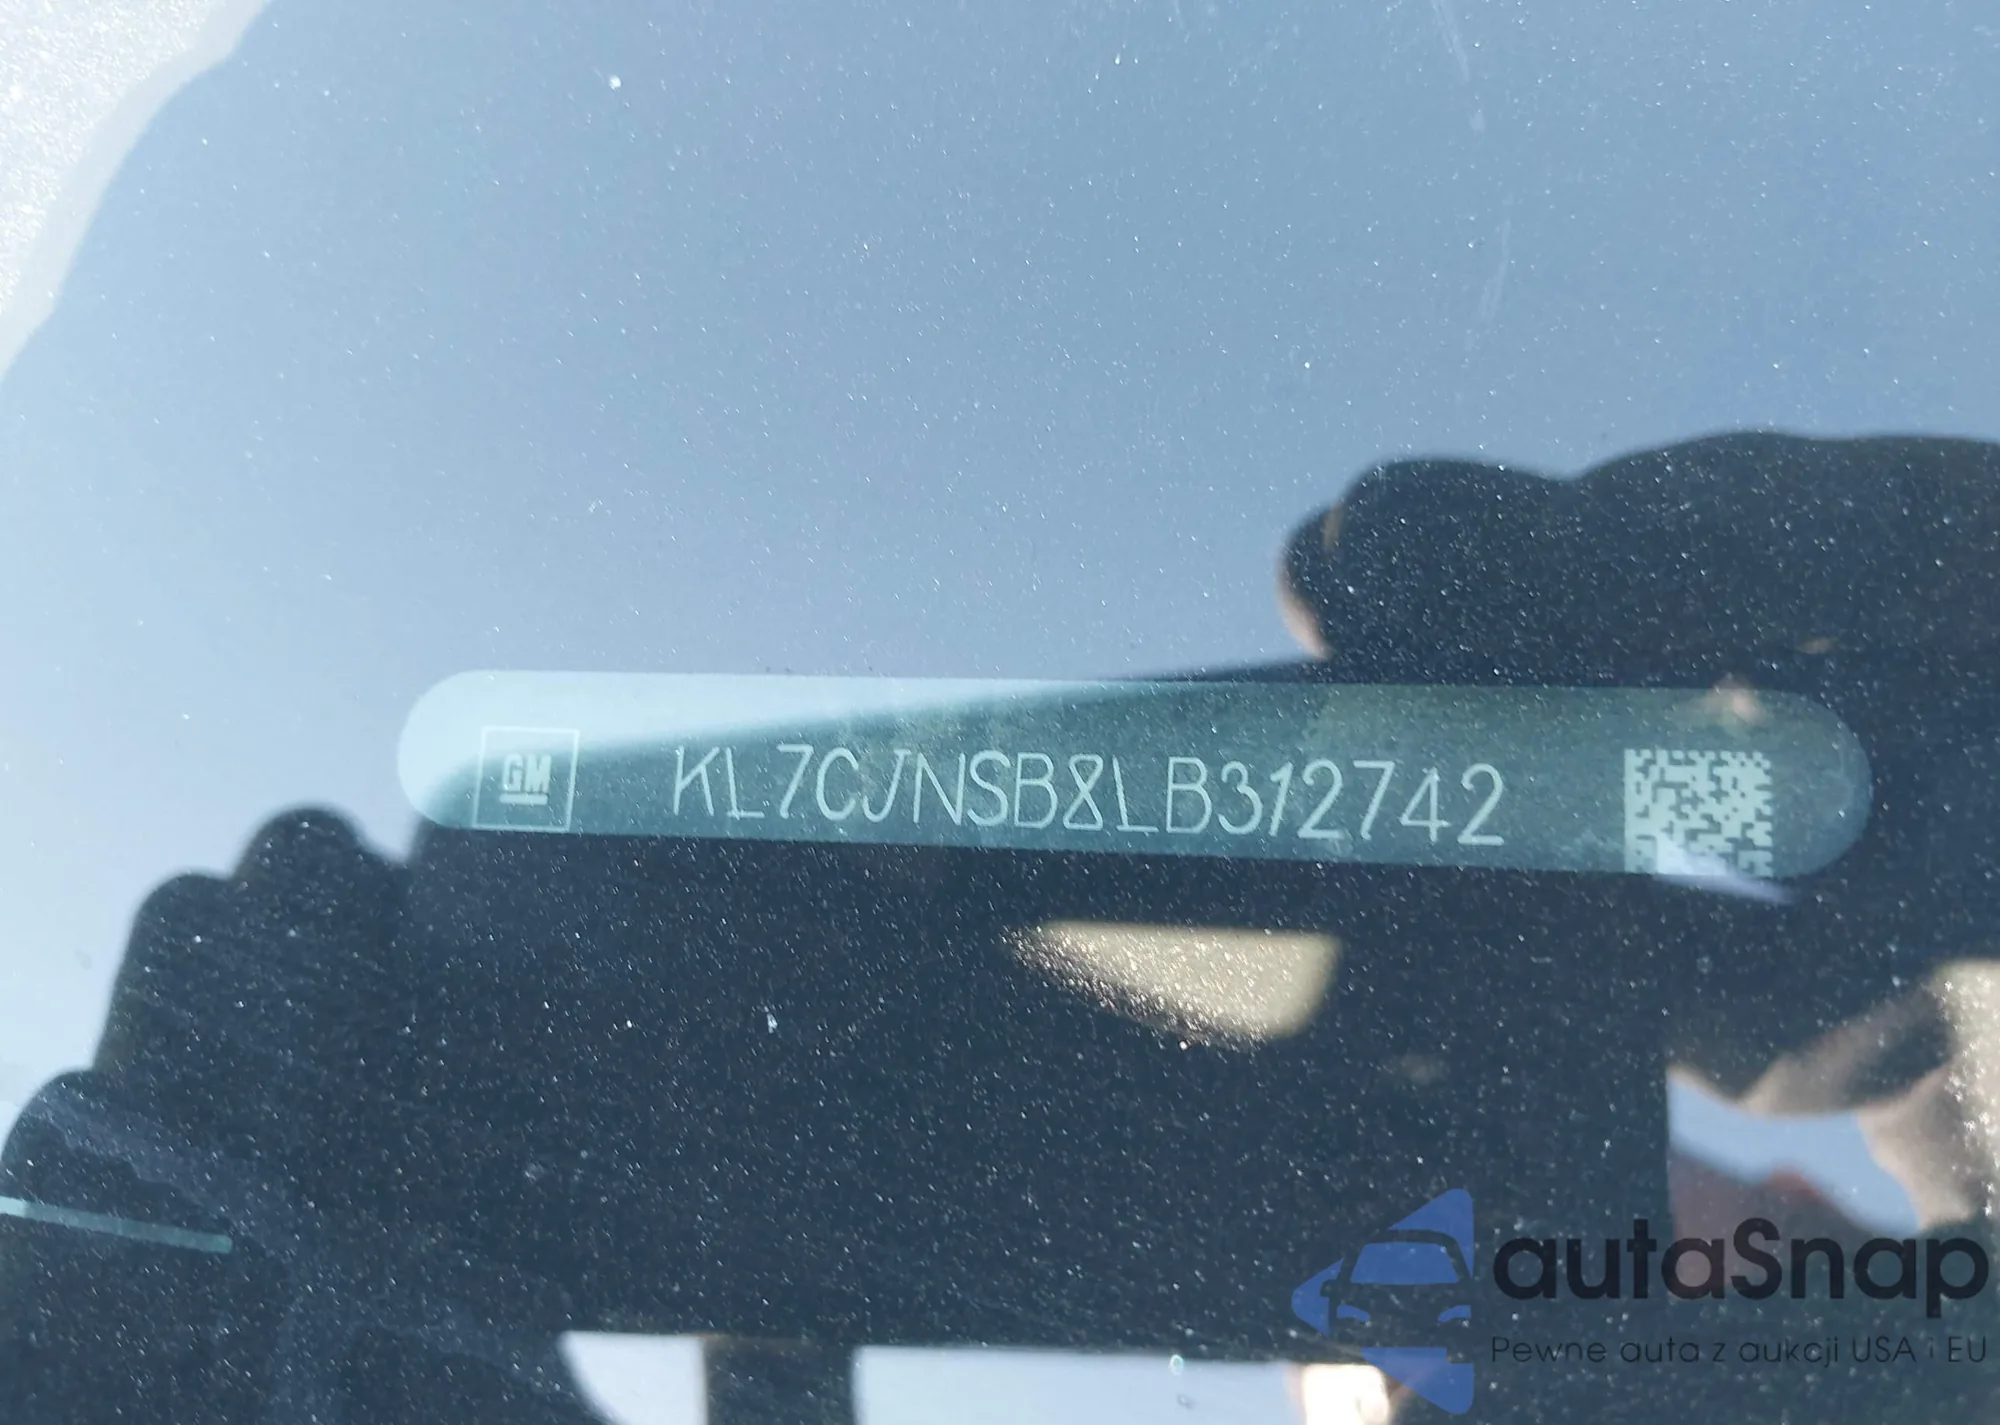 GM KL7CJNSB8LB312742
autaSnap
Pewne auta z aukcji USA i EU